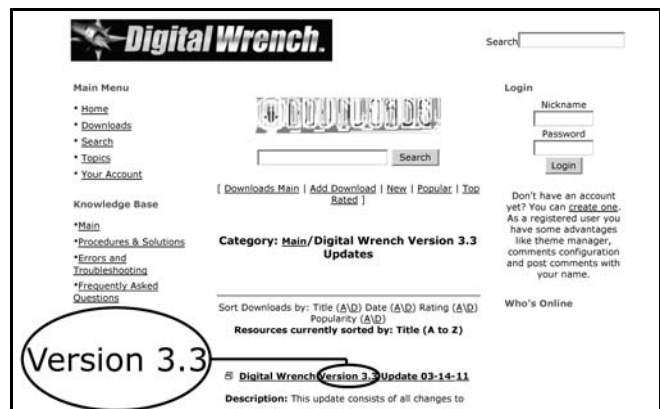 Digital Wrench.
Search
Main Menu
• Home
• Downloads
• Search
• Topics
• Your Account
Knowledge Base
•Main
•Procedures & Solutions
•Errors and
Troubleshooting
•Frequently Asked
Questions
Downloads
Search
[ Downloads Main | Add Download | New | Popular | Top
Rated ]
Category: Main/Digital Wrench Version 3.3
Updates
Sort Downloads by: Title (A\D) Date (A\D) Rating (A\D)
Popularity (A\D)
Resources currently sorted by: Title (A to Z)
Digital Wrench Version 3.3 Update 03-14-11
Description: This update consists of all changes to
Version 3.3
Login
Nickname
Password
Login
Don't have an account
yet? You can create one.
As a registered user you
have some advantages
like theme manager,
comments configuration
and post comments with
your name.
Who's Online